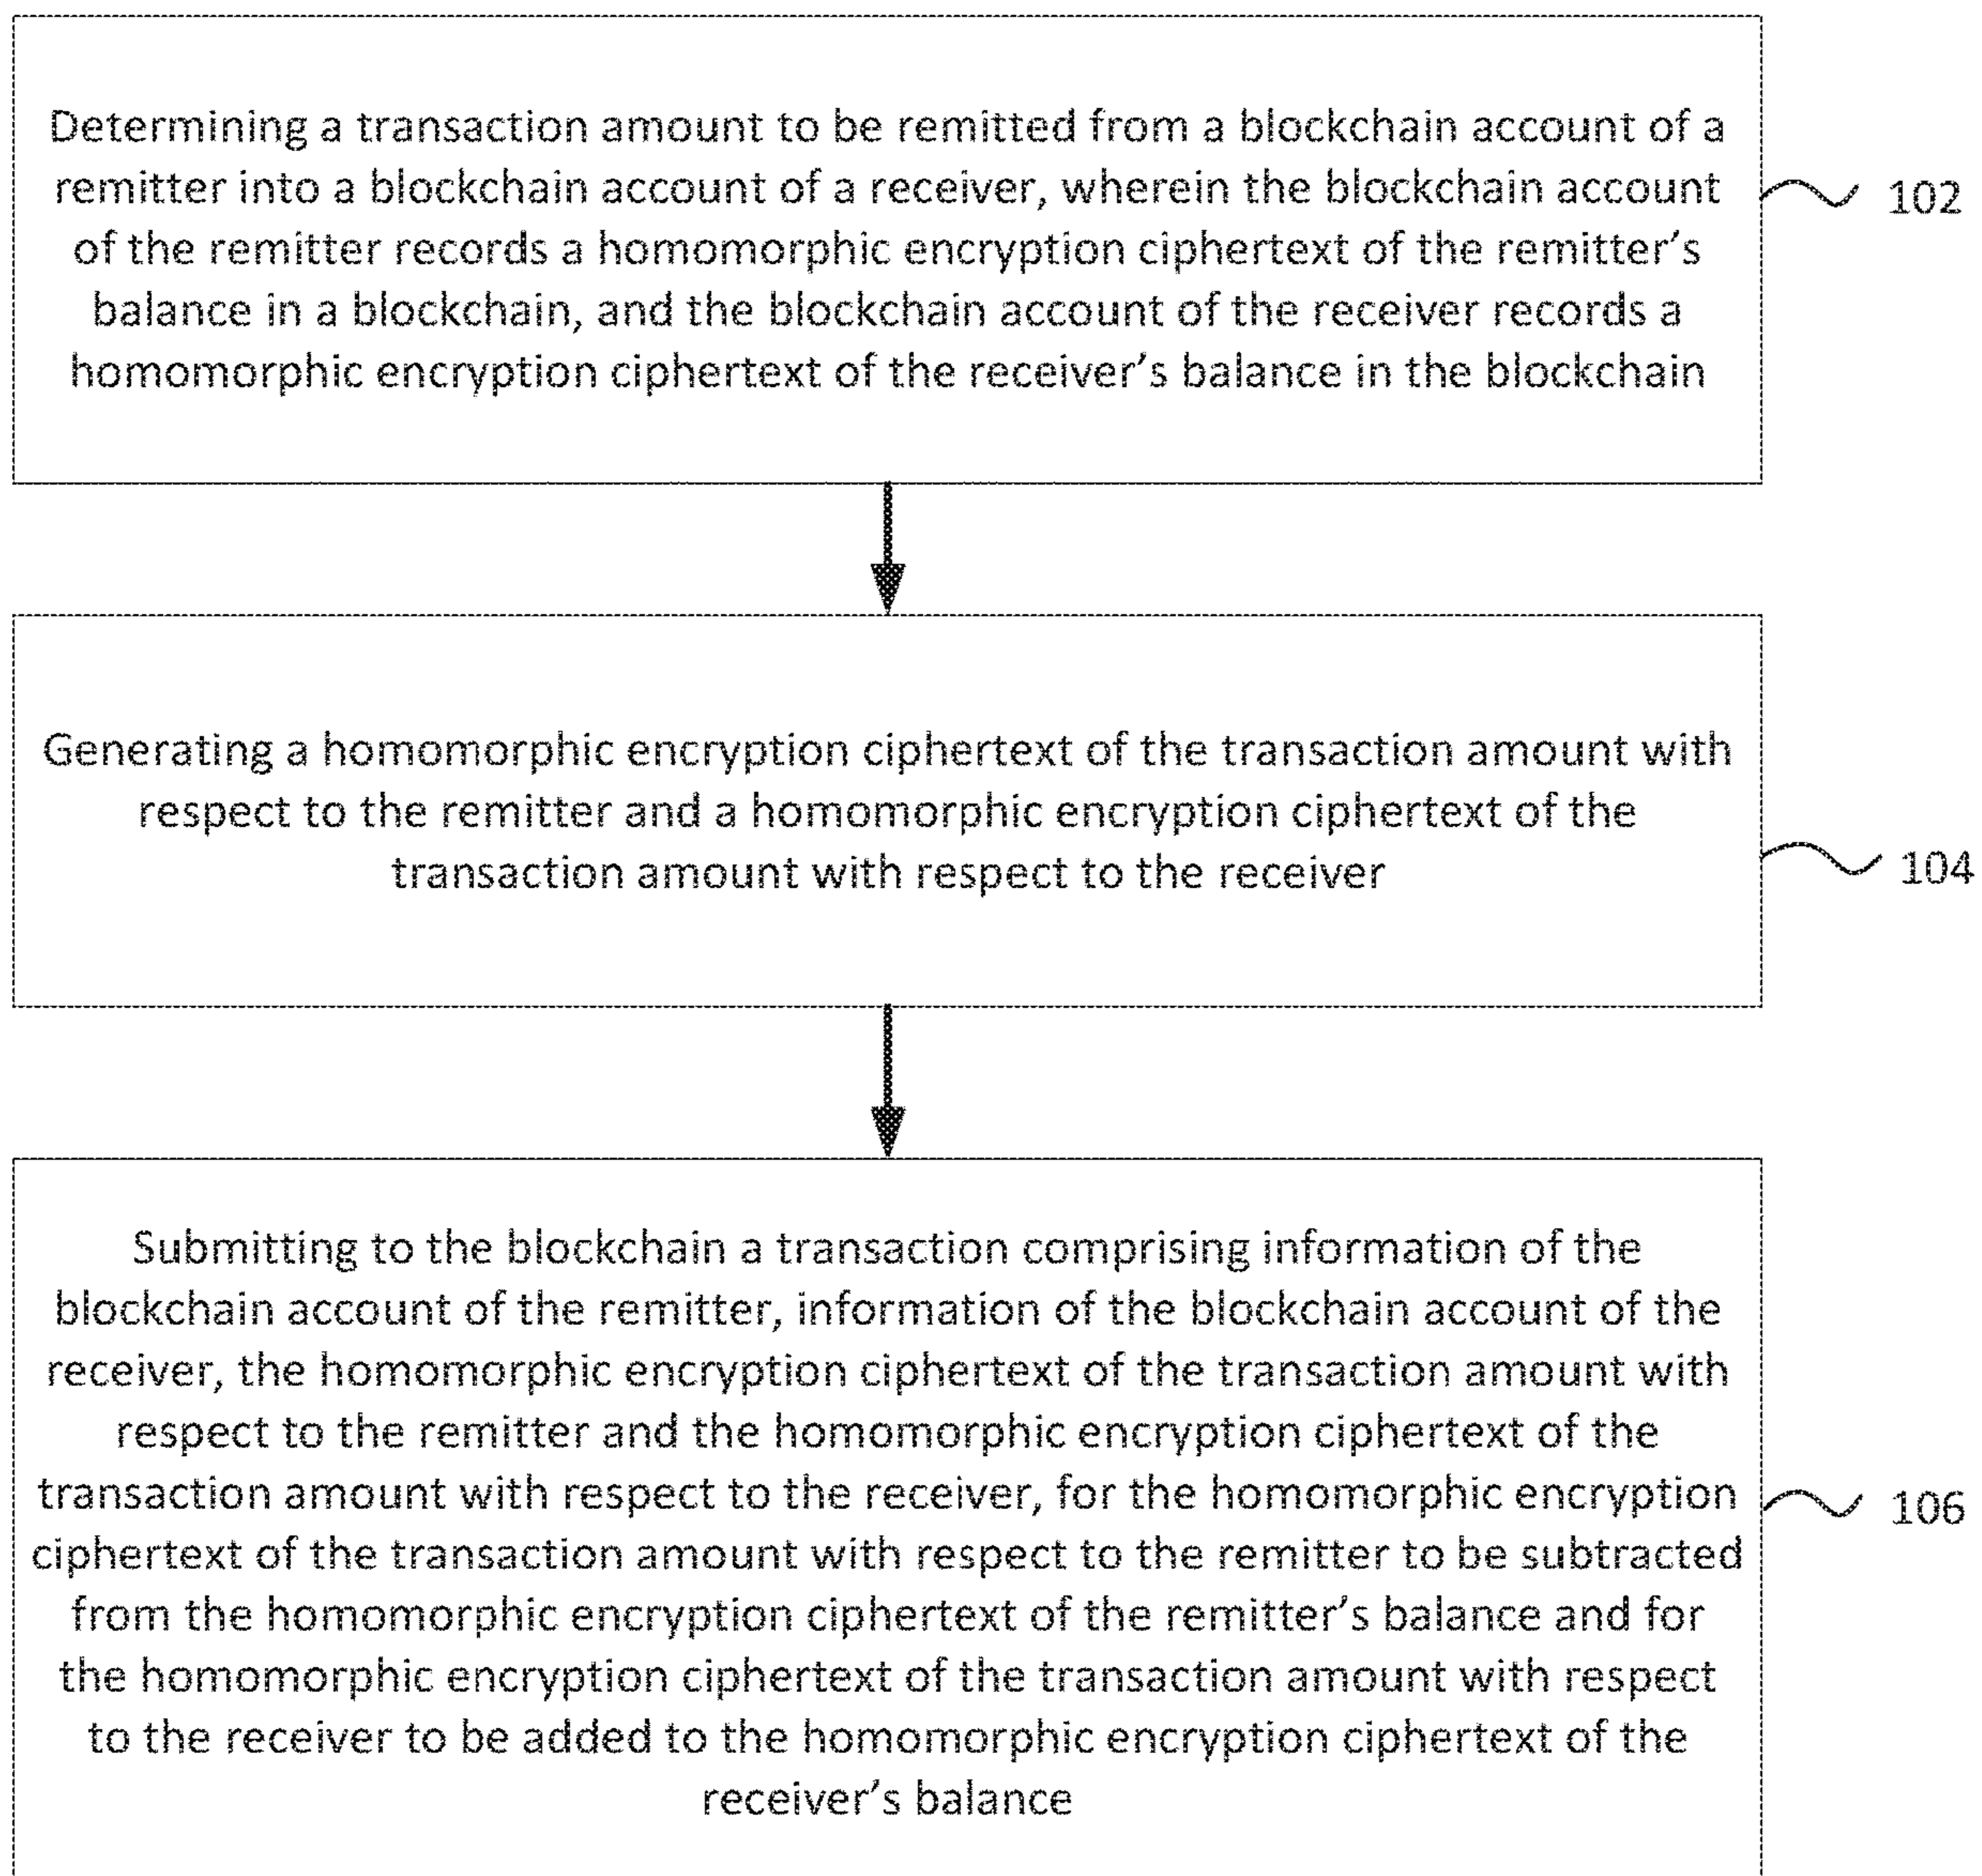 Determining a transaction amount to be remitted from a blockchain account of a
remitter into a blockchain account of a receiver, wherein the blockchain account
of the remitter records a homomorphic encryption ciphertext of the remitter’s
balance in a blockchain, and the blockchain account of the receiver records a
homomorphic encryption ciphertext of the receiver’s balance in the blockchain
102
Generating a homomorphic encryption ciphertext of the transaction amount with
respect to the remitter and a homomorphic encryption ciphertext of the
transaction amount with respect to the receiver
104
Submitting to the blockchain a transaction comprising information of the
blockchain account of the remitter, information of the blockchain account of the
receiver, the homomorphic encryption ciphertext of the transaction amount with
respect to the remitter and the homomorphic encryption ciphertext of the
transaction amount with respect to the receiver, for the homomorphic encryption
ciphertext of the transaction amount with respect to the remitter to be subtracted
from the homomorphic encryption ciphertext of the remitter’s balance and for
the homomorphic encryption ciphertext of the transaction amount with respect
to the receiver to be added to the homomorphic encryption ciphertext of the
receiver’s balance
106